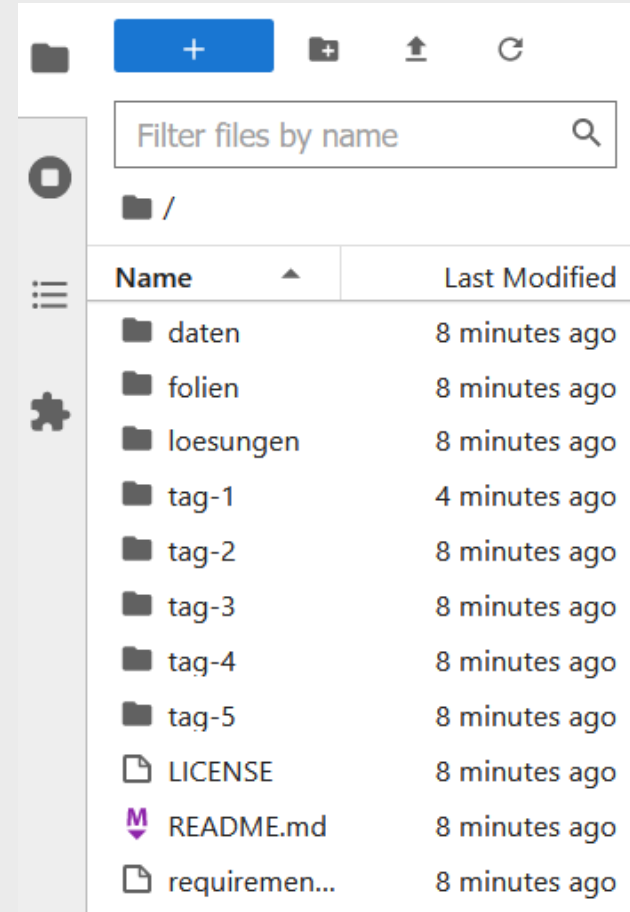 +
Filter files by name
/
Name Last Modified
daten 8 minutes ago
folien 8 minutes ago
loesungen 8 minutes ago
tag-1 4 minutes ago
tag-2 8 minutes ago
tag-3 8 minutes ago
tag-4 8 minutes ago
tag-5 8 minutes ago
LICENSE 8 minutes ago
M README.md 8 minutes ago
requiremen... 8 minutes ago